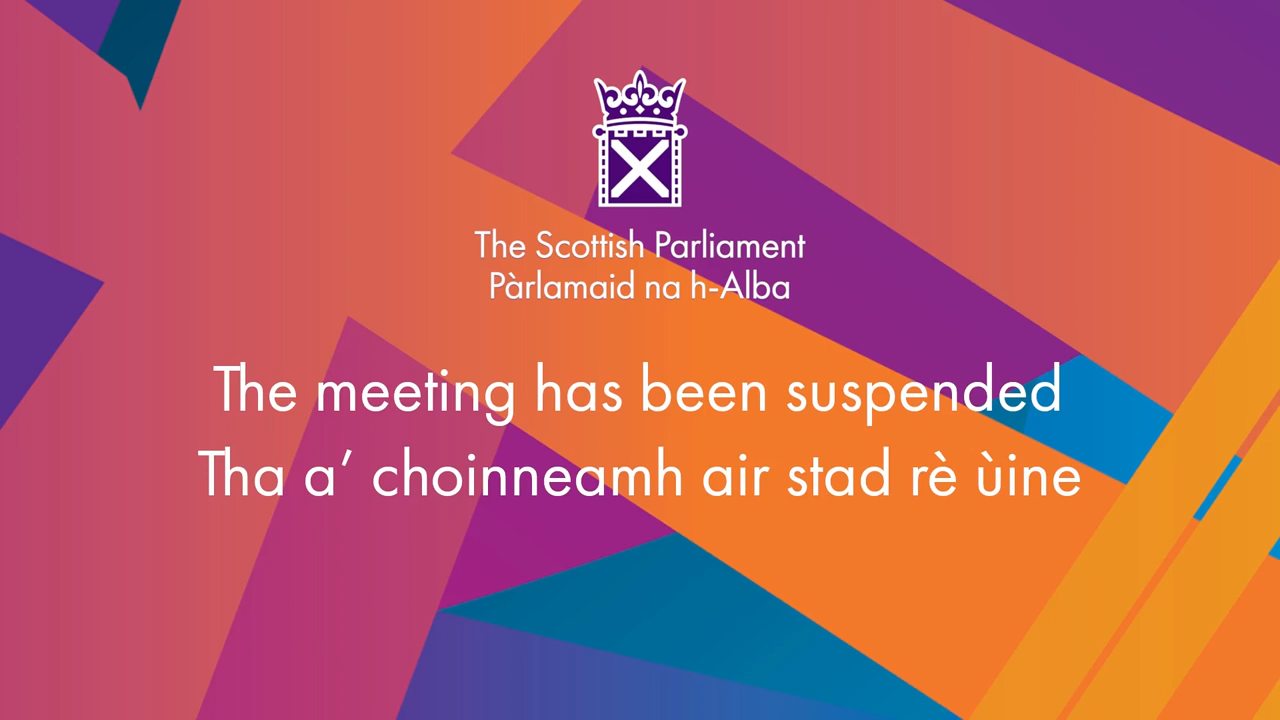 The Scottish Parliament
Pàrlamaid na h-Alba
The meeting has been suspended
Tha a’ choinneamh air stad rè ùine